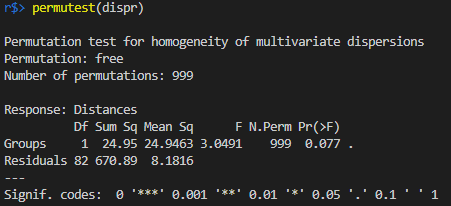 r$> permutest(dispr)

Permutation test for homogeneity of multivariate dispersions
Permutation: free
Number of permutations: 999

Response: Distances
          Df Sum Sq Mean Sq      F N.Perm Pr(>F)
Groups     1  24.95 24.9463 3.0491    999  0.077 .
Residuals 82 670.89  8.1816
---
Signif. codes:  0 '***' 0.001 '**' 0.01 '*' 0.05 '.' 0.1 ' ' 1